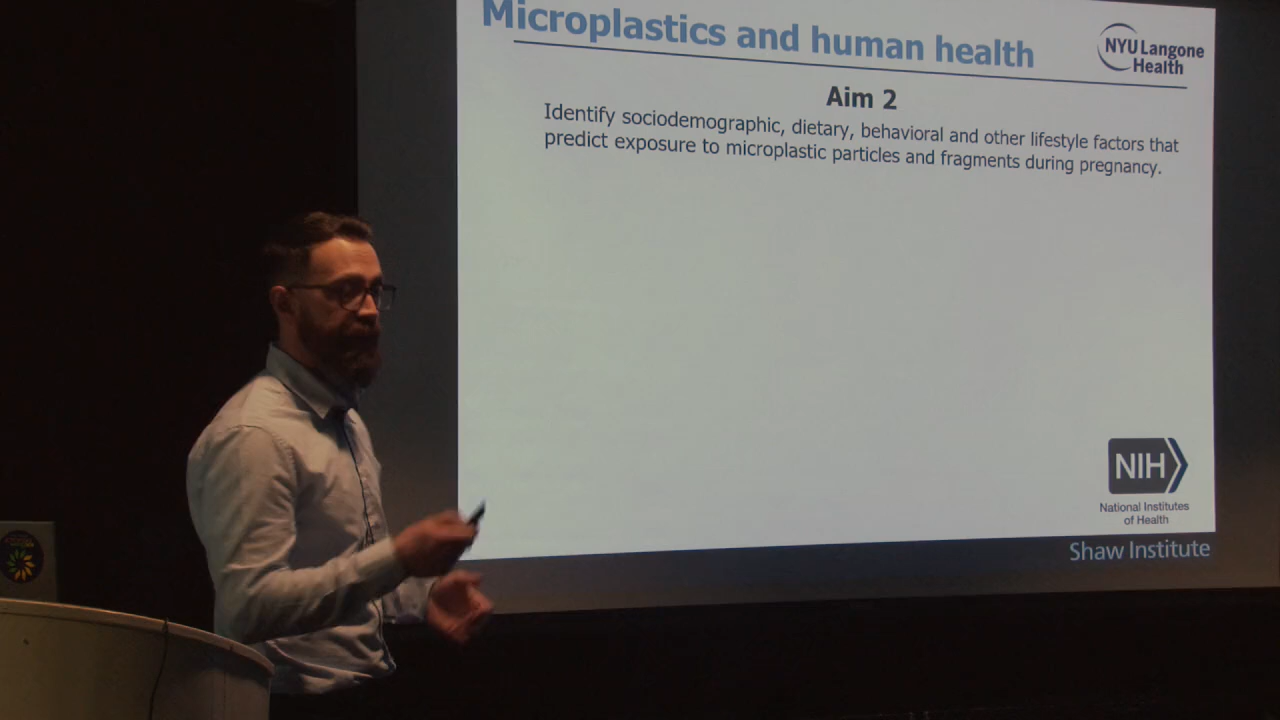 Microplastics and human health
NYU Langone
Health
Aim 2
Identify sociodemographic, dietary, behavioral and other lifestyle factors that
predict exposure to microplastic particles and fragments during pregnancy.
NIH
National Institutes
of Health
Shaw Institute